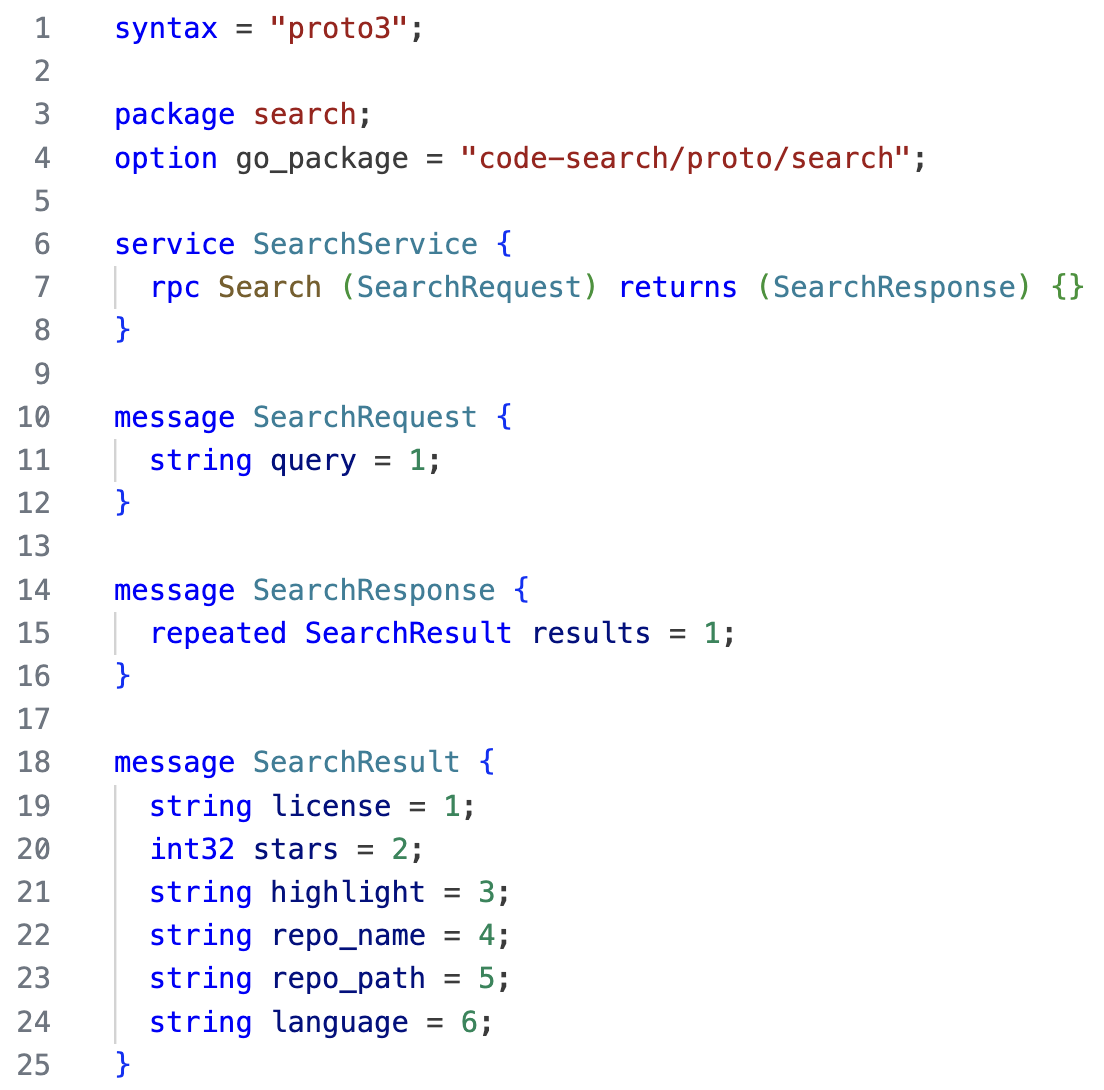 1 syntax = "proto3";
2
3 package search;
4 option go_package = "code-search/proto/search";
5
6 service SearchService {
7   rpc Search (SearchRequest) returns (SearchResponse) {}
8 }
9
10 message SearchRequest {
11   string query = 1;
12 }
13
14 message SearchResponse {
15   repeated SearchResult results = 1;
16 }
17
18 message SearchResult {
19   string license = 1;
20   int32 stars = 2;
21   string highlight = 3;
22   string repo_name = 4;
23   string repo_path = 5;
24   string language = 6;
25 }